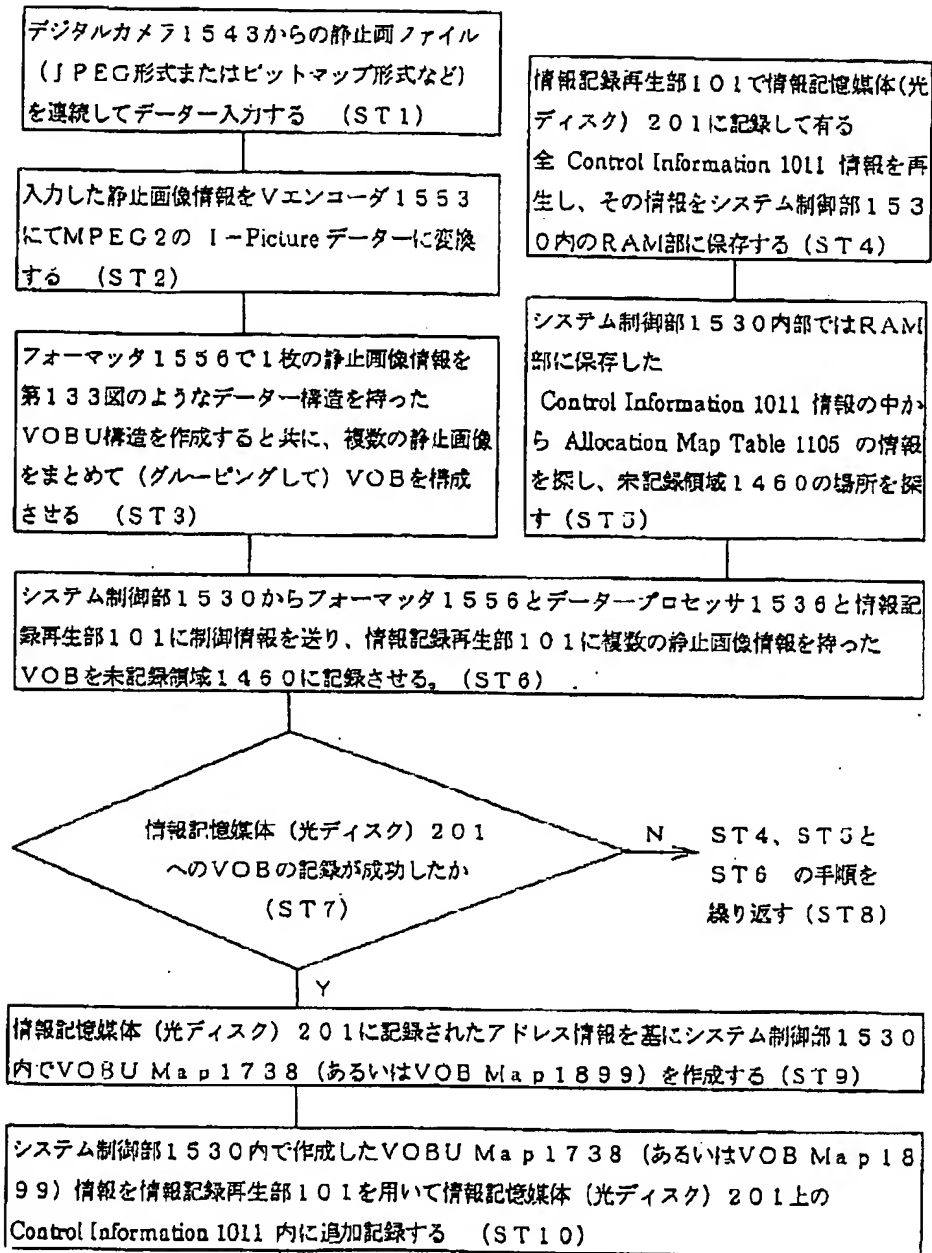 デジタルカメラ1543からの静止画ファイル
(JPEG形式またはビットマップ形式など)
を連続してデーター入力する (ST1)
入力した静止画像情報をVエンコーダ1553
にてMPEG2の I-Picture データーに変換
する (ST2)
フォーマッタ1556で1枚の静止画像情報を
第133図のようなデーター構造を持った
VOBU構造を作成すると共に、複数の静止画像
をまとめて(グルーピングして)VOBを構成
させる (ST3)
情報記録再生部101で情報記憶媒体(光
ディスク)201に記録して有る
全 Control Information 1011 情報を再
生し、その情報をシステム制御部153
0内のRAM部に保存する(ST4)
システム制御部1530内部ではRAM
部に保存した
Control Information 1011 情報の中か
ら Allocation Map Table 1105 の情報
を探し、未記録領域1460の場所を探
す(ST5)
システム制御部1530からフォーマッタ1556とデータープロセッサ1536と情報記
録再生部101に制御情報を送り、情報記録再生部101に複数の静止画像情報を持った
VOBを未記録領域1460に記録させる。(ST6)
情報記憶媒体(光ディスク)201
へのVOBの記録が成功したか
(ST7)
N
ST4、ST5と
ST6 の手順を
繰り返す(ST8)
Y
情報記憶媒体(光ディスク)201に記録されたアドレス情報を基にシステム制御部1530
内でVOBU Map1738(あるいはVOB Map1899)を作成する(ST9)
システム制御部1530内で作成したVOBU Map1738(あるいはVOB Map18
99)情報を情報記録再生部101を用いて情報記憶媒体(光ディスク)201上の
Control Information 1011 内に追加記録する (ST10)